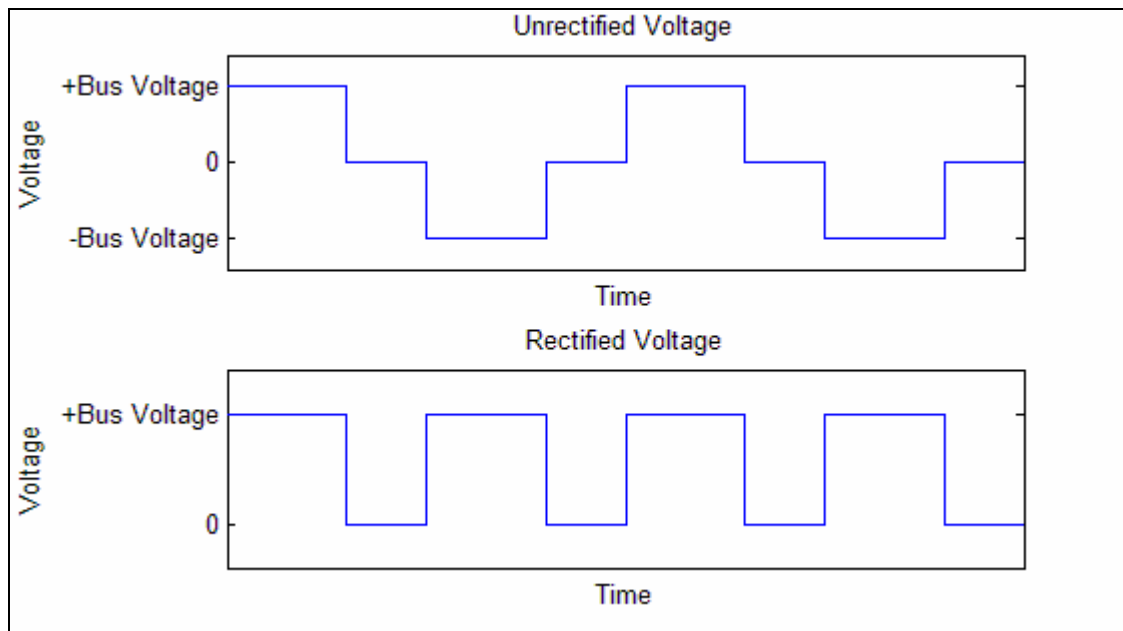 Unrectified Voltage
+Bus Voltage
0
-Bus Voltage
Voltage
Time
Rectified Voltage
+Bus Voltage
0
Voltage
Time